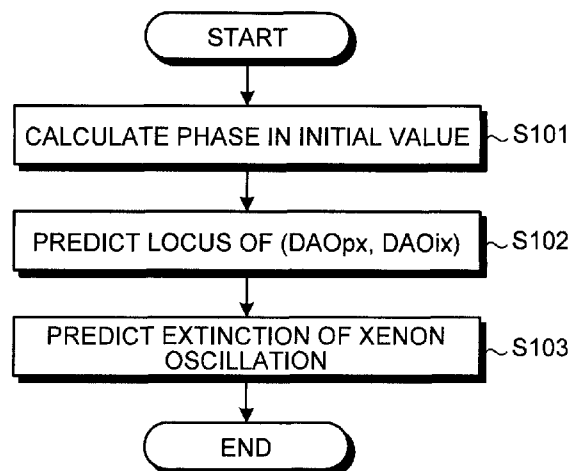 START
CALCULATE PHASE IN INITIAL VALUE
S101
PREDICT LOCUS OF (DAOpx, DAOix)
S102
PREDICT EXTINCTION OF XENON
OSCILLATION
S103
END